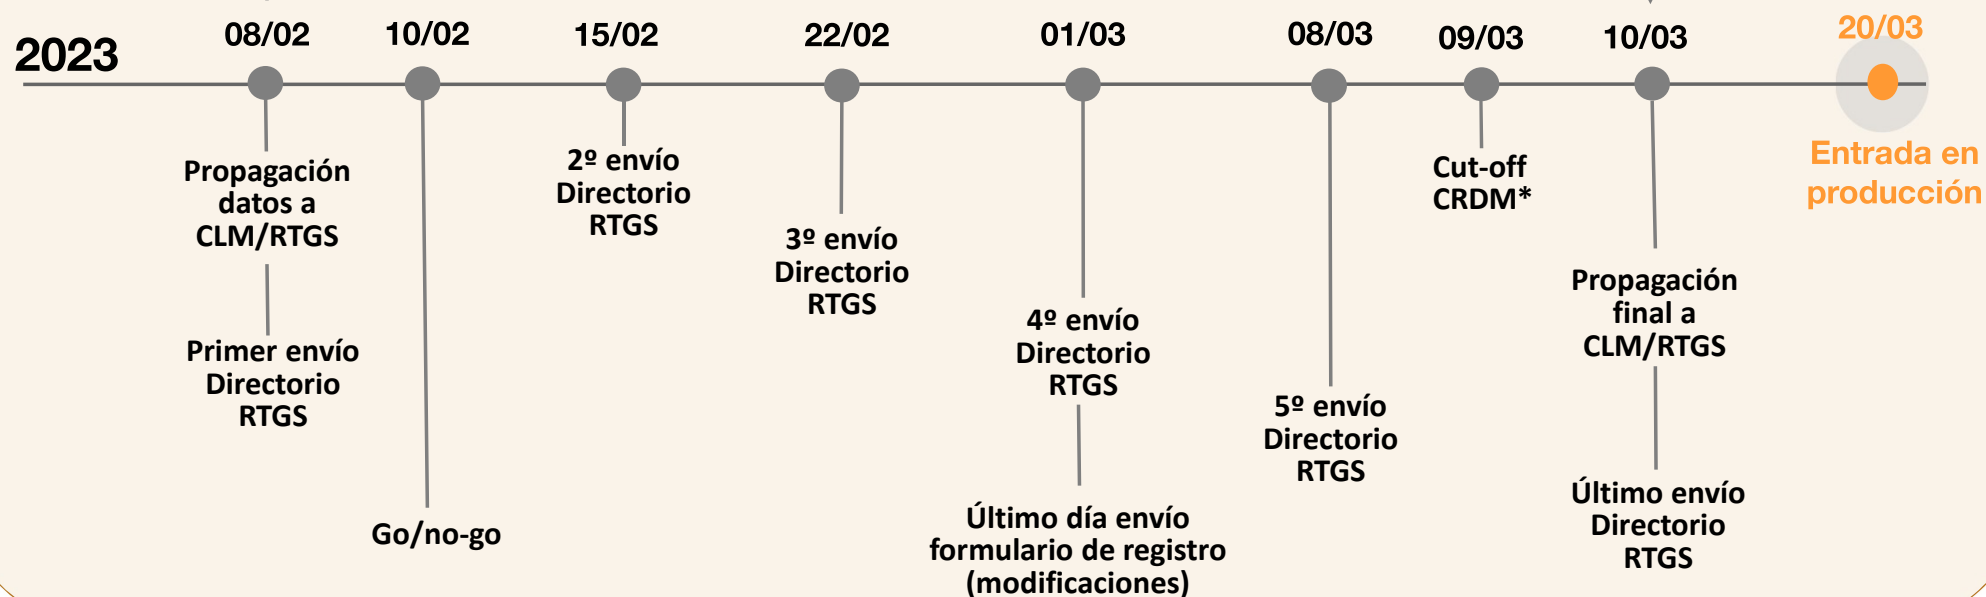 2023
08/02
10/02
15/02
22/02
01/03
08/03
09/03
10/03
20/03
Propagación
datos a
CLM/RTGS
Primer envío
Directorio
RTGS
Go/no-go
2º envío
Directorio
RTGS
3º envío
Directorio
RTGS
4º envío
Directorio
RTGS
Último día envío
formulario de registro
(modificaciones)
5º envío
Directorio
RTGS
Cut-off
CRDM*
Propagación
final a
CLM/RTGS
Último envío
Directorio
RTGS
Entrada en
producción